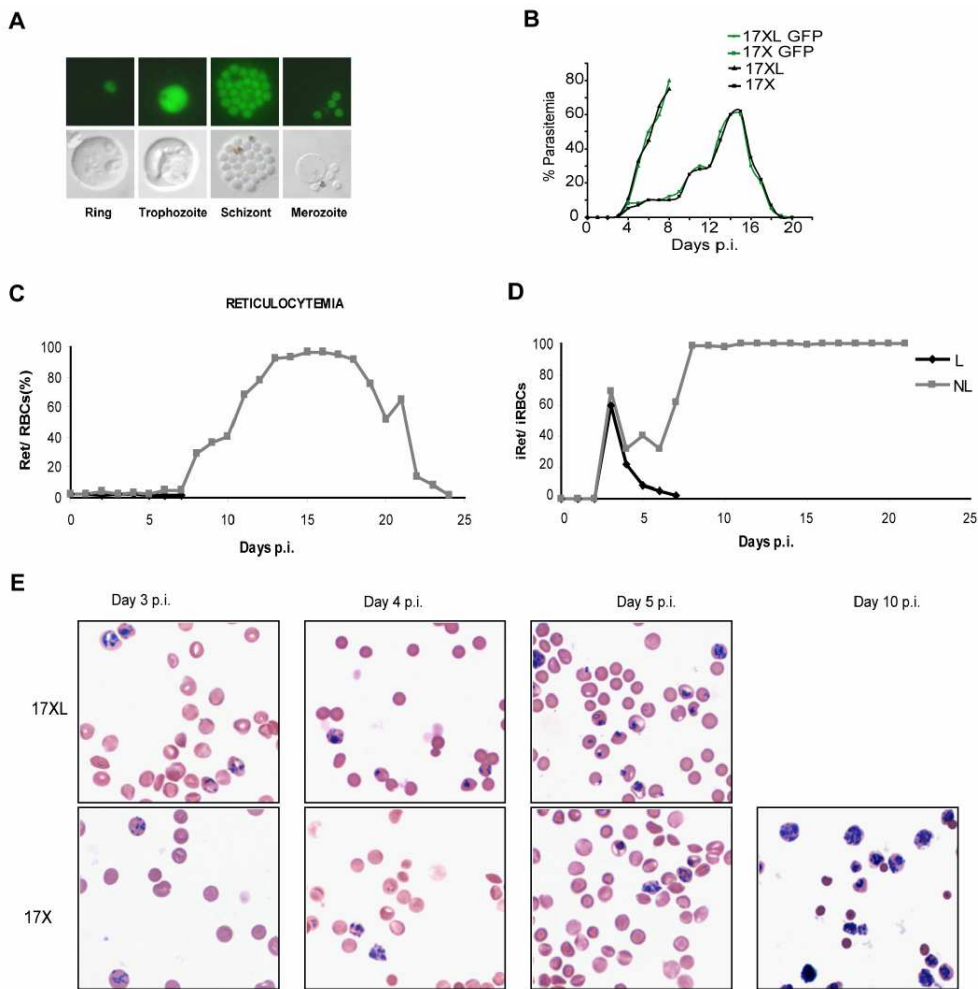 A
Ring Trophozoite Schizont Merozoite
B
17XL GFP
17X GFP
17XL
17X
% Parasitemia
80
60
40
20
0
0 4 8 12 16 20
Days p.i.
C
RETICULOCYTEMIA
Ret/ RBCs(%)
100
80
60
40
20
0
0 5 10 15 20 25
Days p.i.
D
iRet/ iRBCs
100
80
60
40
20
0
0 5 10 15 20 25
Days p.i.
L
NL
E
Day 3 p.i. Day 4 p.i. Day 5 p.i. Day 10 p.i.
17XL
17X